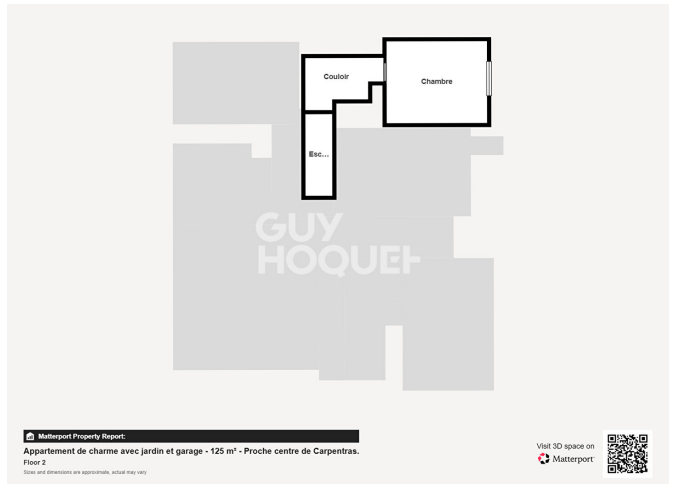 Couloir
Chambre
Esc...
GUY
HOQUET
Matterport Property Report:
Appartement de charme avec jardin et garage - 125 m² - Proche centre de Carpentras.
Floor 2
Sizes and dimensions are approximate, actual may vary
Visit 3D space on
Matterport